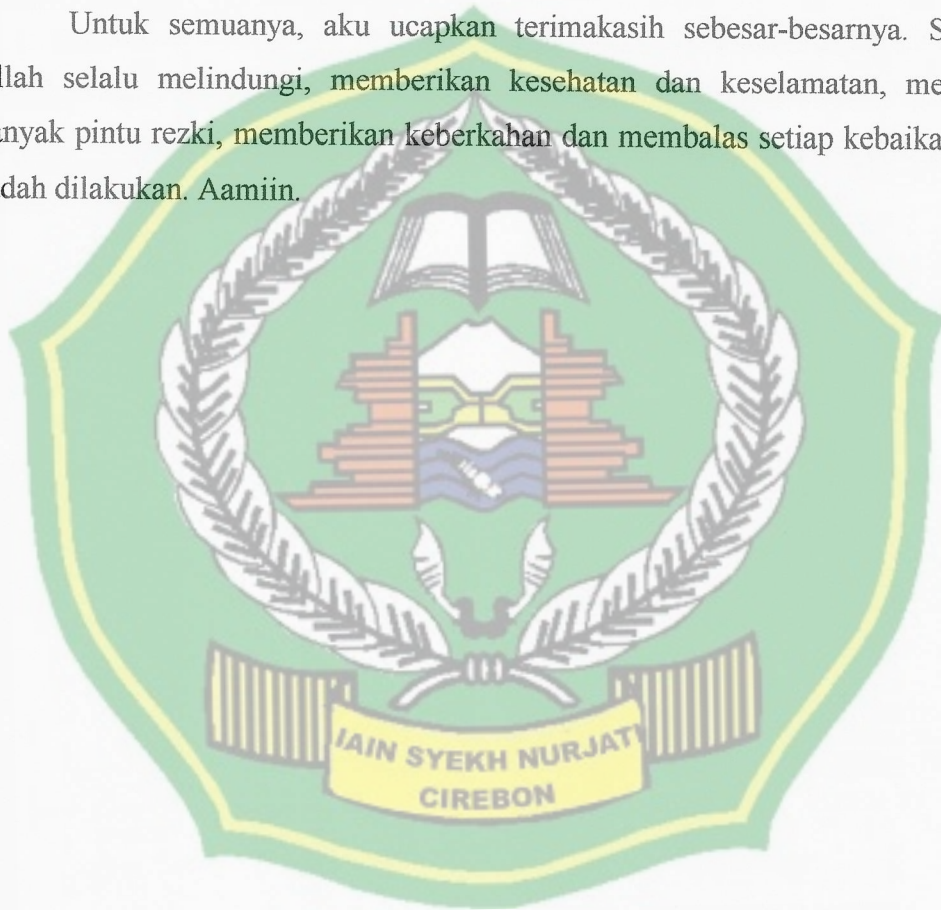 Untuk semuanya, aku ucapkan terimakasih sebesar-besarnya. S
llah selalu melindungi, memberikan kesehatan dan keselamatan, me
anyak pintu rezki, memberikan keberkahan dan membalas setiap kebaika
dah dilakukan. Aamiin.
IAIN SYEKH NURJATI
CIREBON